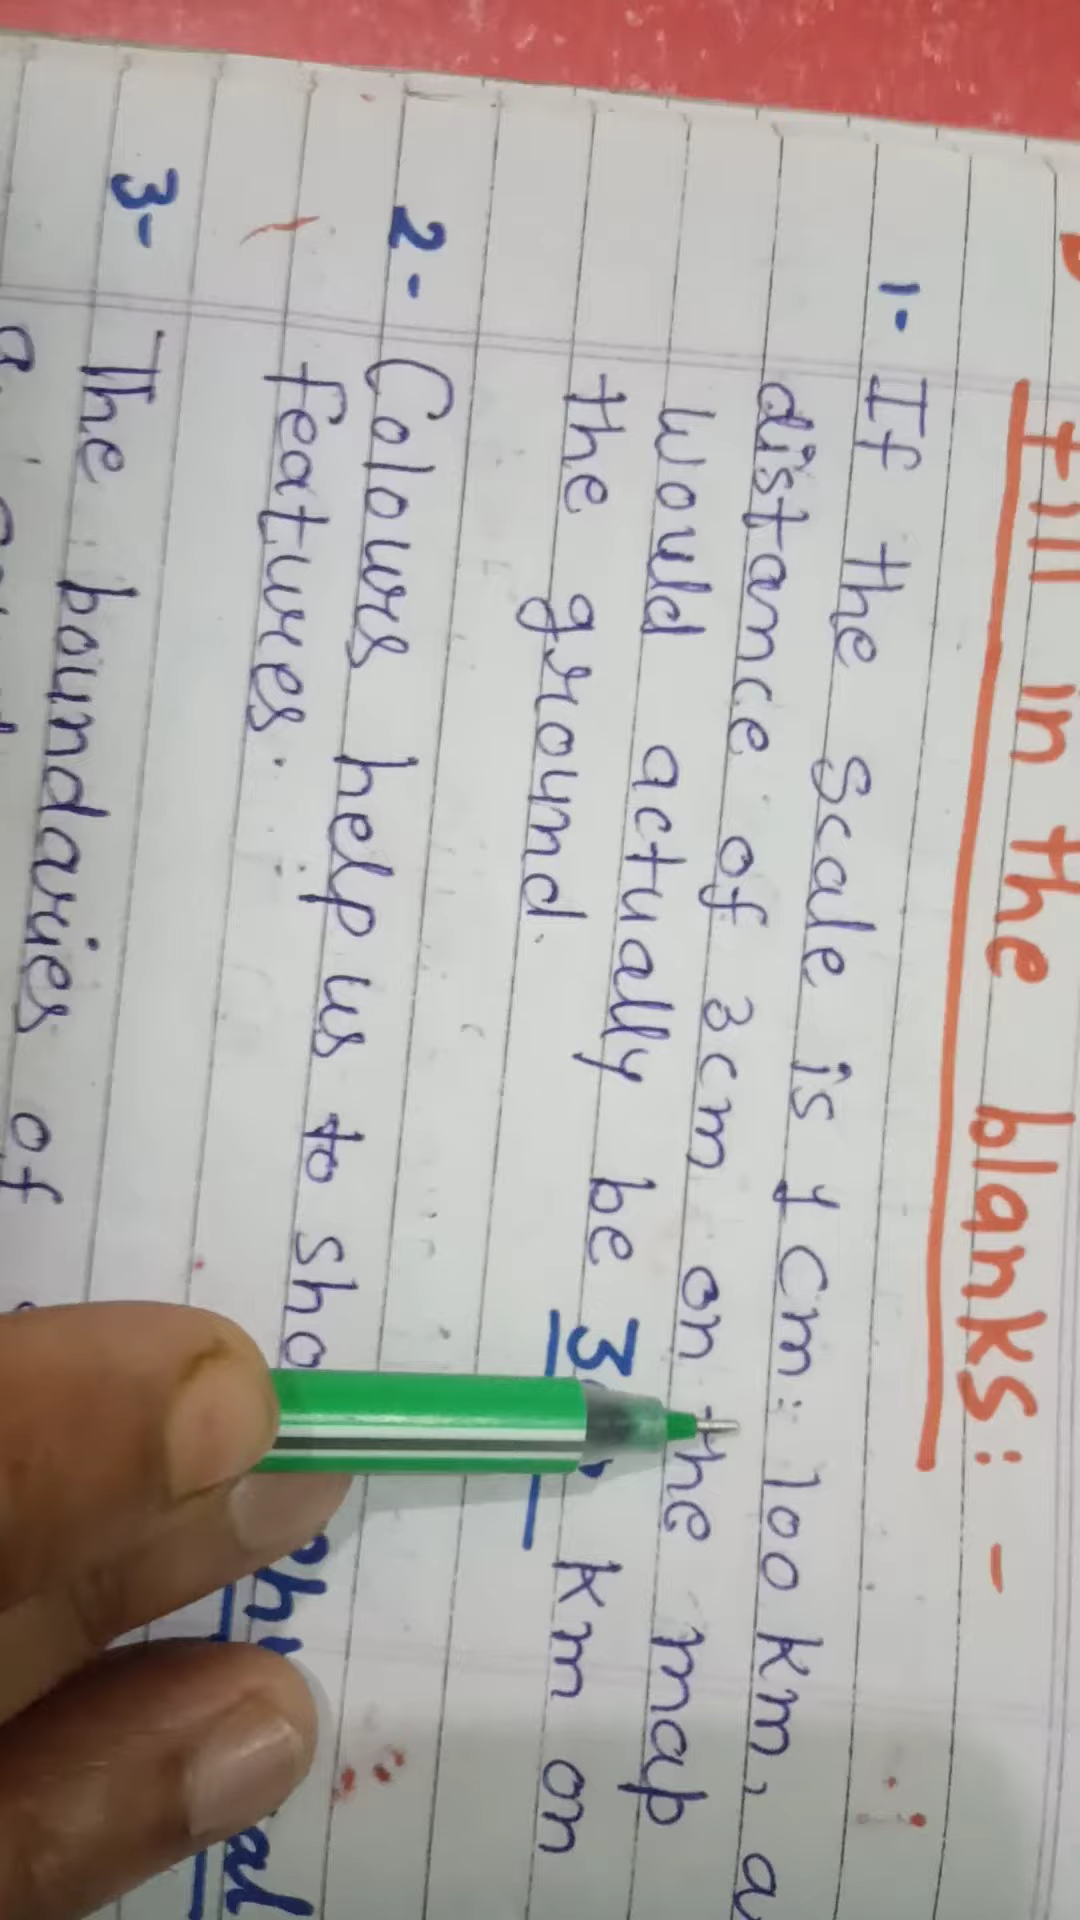 Fill in the blanks: -
1- If the Scale is 1 cm: 100 km, a
distance of 3cm on the map
would actually be 3 km on
the ground.
2- Colours help us to sho
features.
3- The boundaries of